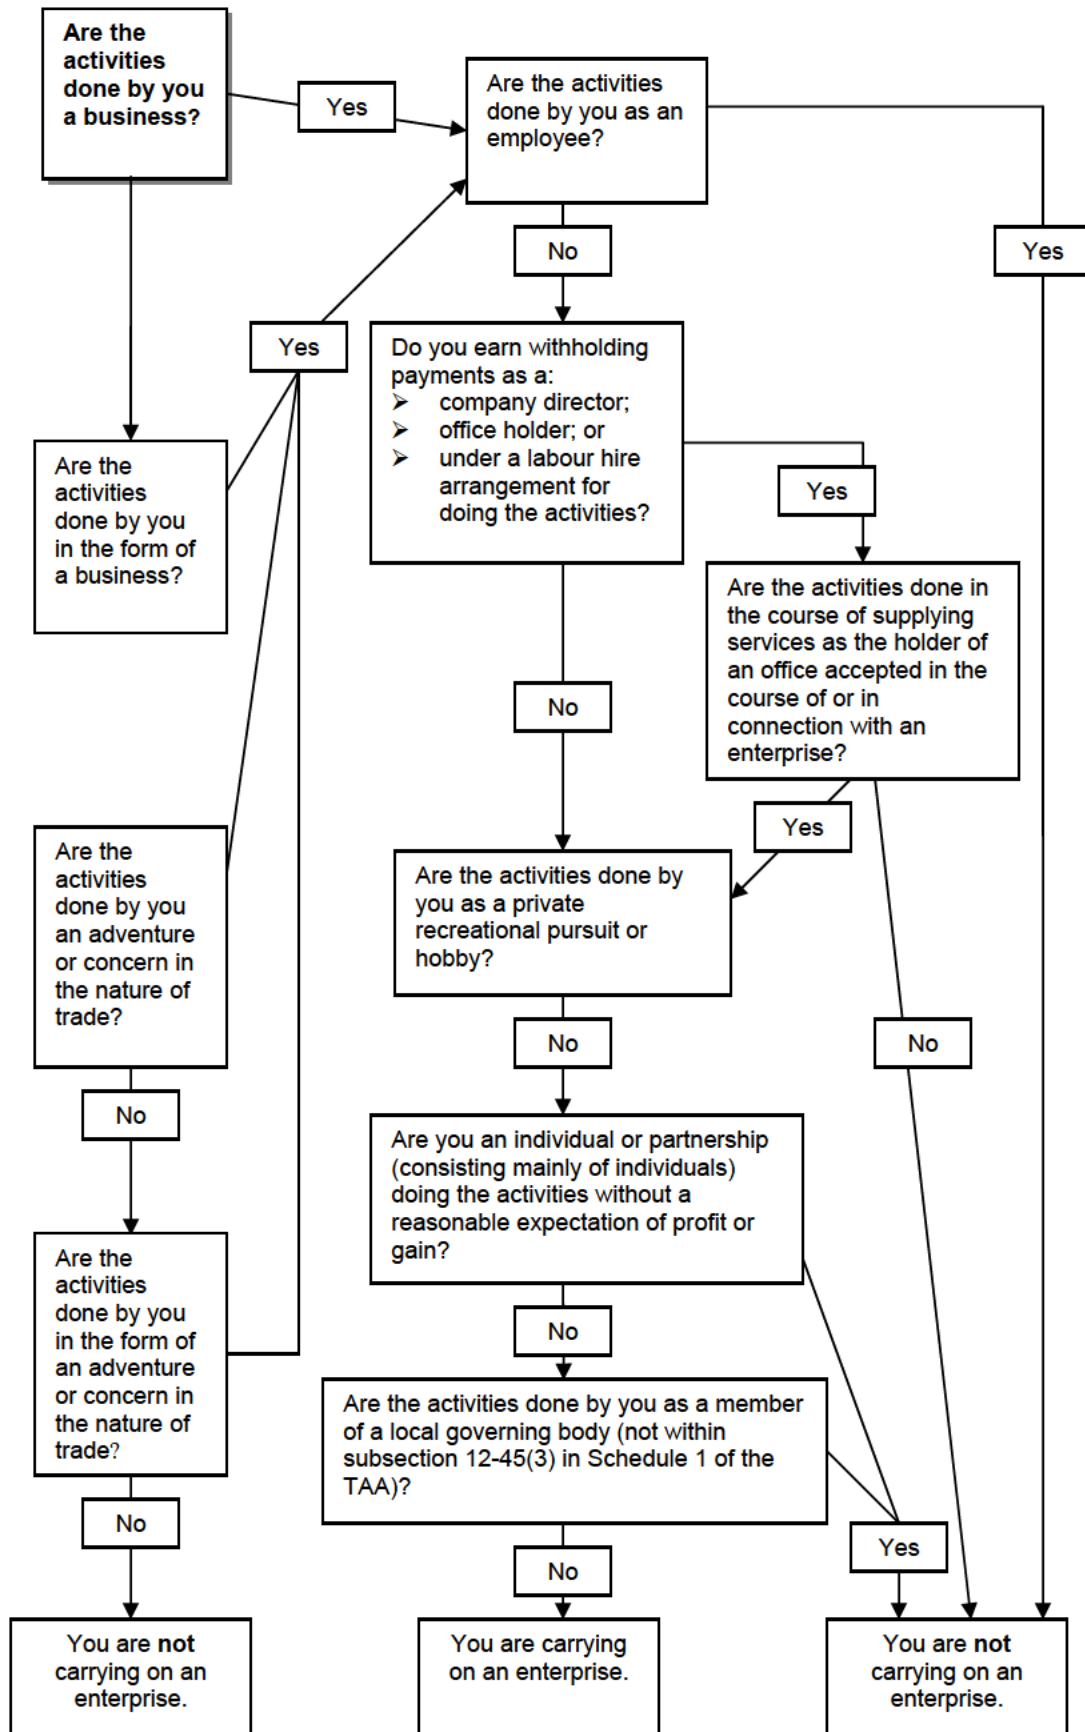 Are the
activities
done by you
a business?
Yes
Are the activities
done by you as an
employee?
Yes
No
Yes
Do you earn withholding
payments as a:
➢ company director;
➢ office holder; or
➢ under a labour hire
arrangement for
doing the activities?
Yes
Are the
activities
done by you
in the form of
a business?
Are the activities done in
the course of supplying
services as the holder of
an office accepted in the
course of or in
connection with an
enterprise?
No
Yes
Are the
activities
done by you
an adventure
or concern in
the nature of
trade?
Are the activities done by
you as a private
recreational pursuit or
hobby?
No
No
No
Are you an individual or partnership
(consisting mainly of individuals)
doing the activities without a
reasonable expectation of profit or
gain?
Are the
activities
done by you
in the form of
an adventure
or concern in
the nature of
trade?
No
Are the activities done by you as a member
of a local governing body (not within
subsection 12-45(3) in Schedule 1 of the
TAA)?
No
Yes
No
You are not
carrying on an
enterprise.
You are carrying
on an enterprise.
You are not
carrying on an
enterprise.